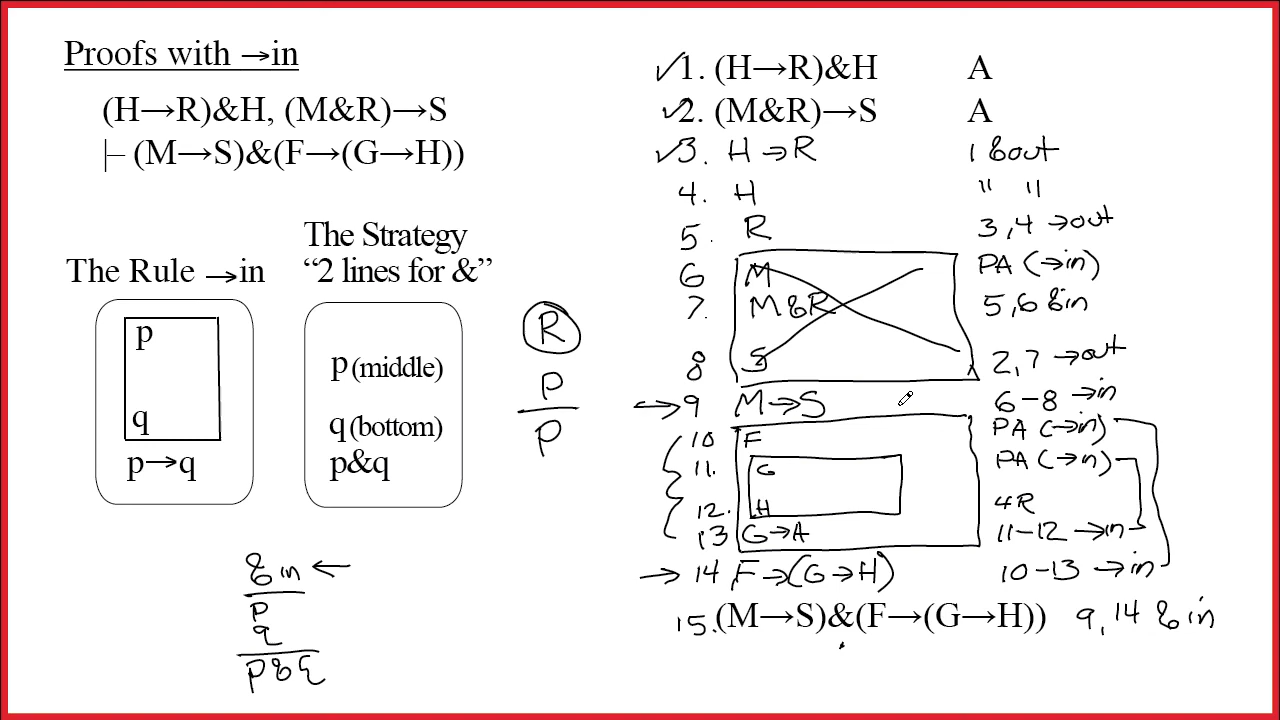 Proofs with →in
(H→R)&H, (M&R)→S
|– (M→S)&(F→(G→H))
The Rule →in
p
q
p→q
The Strategy
“2 lines for &”
p (middle)
q (bottom)
p&q
R
P
P
& in ←
p
q
p & q
✓1. (H→R)&H A
✓2. (M&R)→S A
✓3. H→R 1 &out
4. H " "
5. R 3,4 →out
6 M PA (→in)
7. M&R 5,6 &in
8 S 2,7 →out
→ 9 M→S 6–8 →in
10 F PA (→in)
11. G PA (→in)
12. H 4R
13 G→A 11–12 →in
→ 14 F→(G→H) 10–13 →in
15. (M→S)&(F→(G→H)) 9,14 & in